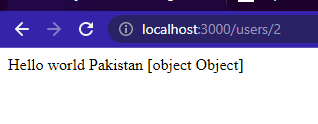 localhost:3000/users/2
Hello world Pakistan [object Object]